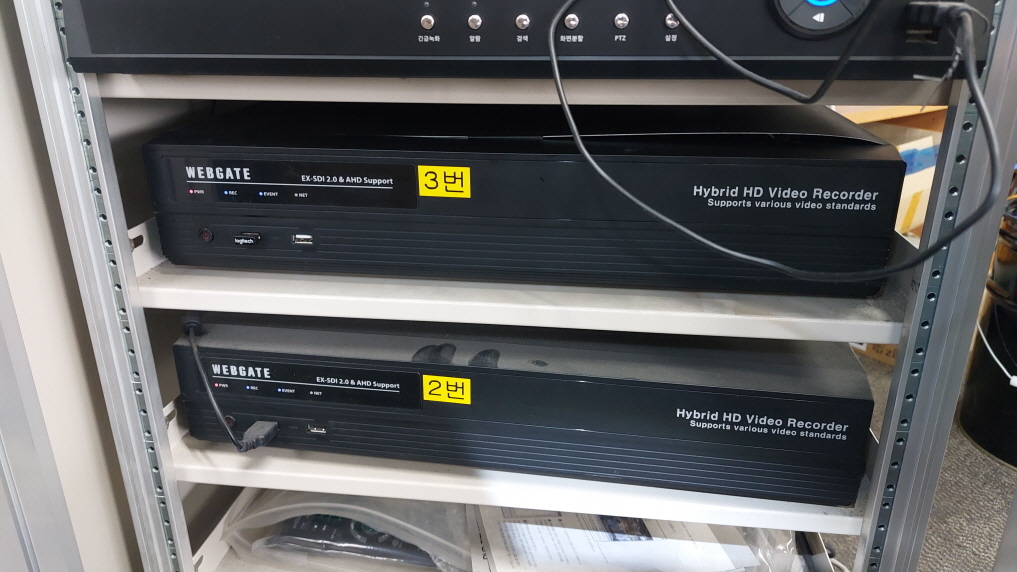 긴급녹화 알람 검색 화면분할 PTZ 설정
WEBGATE
EX-SDI 2.0 & AHD Support
PWR REC EVENT NET
3번
Hybrid HD Video Recorder
Supports various video standards
logitech
WEBGATE
EX-SDI 2.0 & AHD Support
PWR REC EVENT NET
2번
Hybrid HD Video Recorder
Supports various video standards